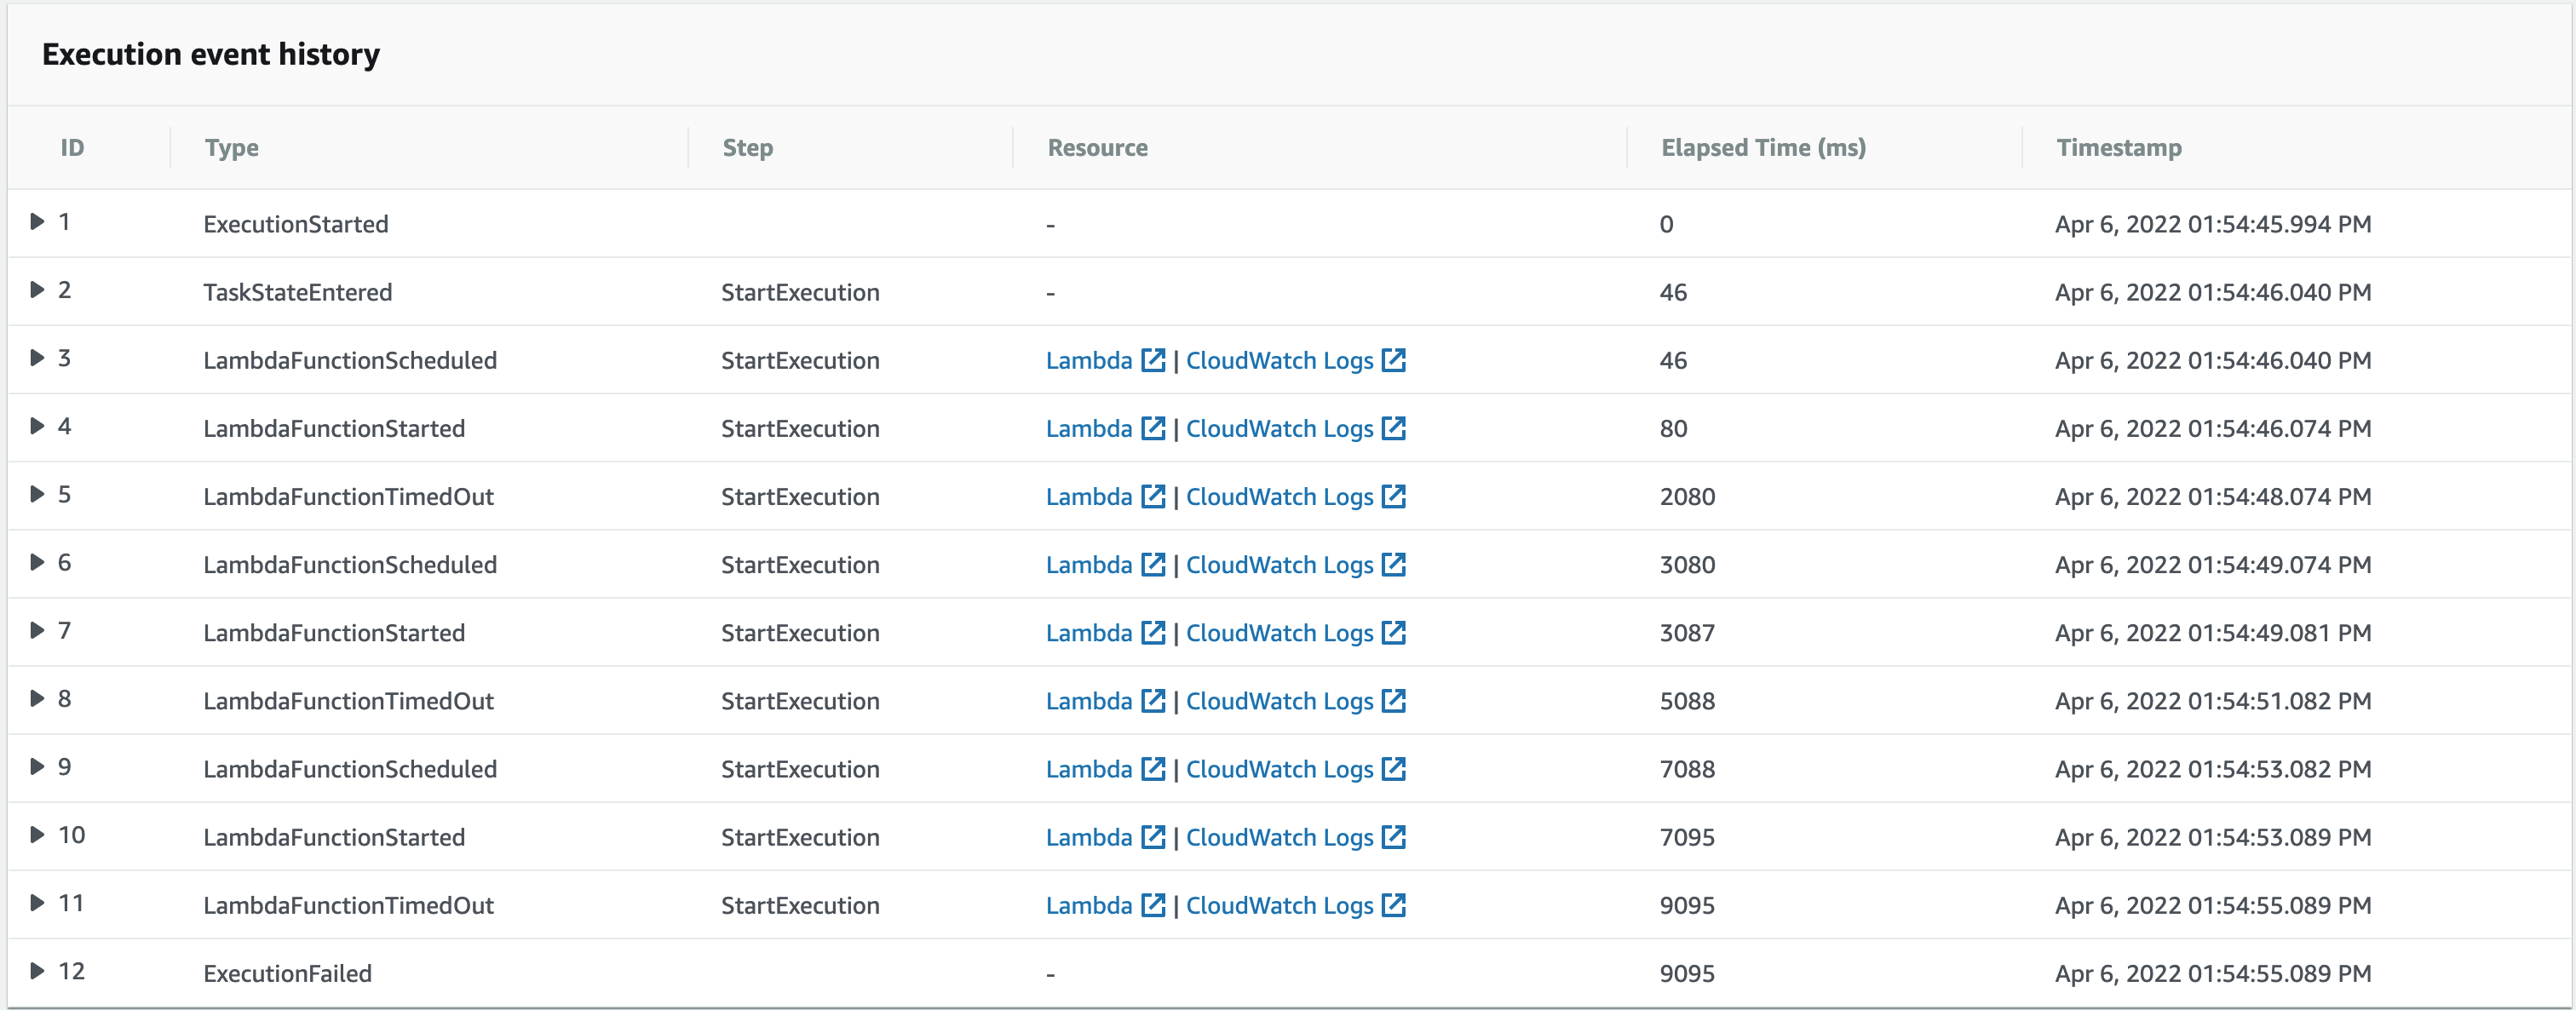 Execution event history
ID Type Step Resource Elapsed Time (ms) Timestamp
1 ExecutionStarted - 0 Apr 6, 2022 01:54:45.994 PM
2 TaskStateEntered StartExecution - 46 Apr 6, 2022 01:54:46.040 PM
3 LambdaFunctionScheduled StartExecution Lambda | CloudWatch Logs 46 Apr 6, 2022 01:54:46.040 PM
4 LambdaFunctionStarted StartExecution Lambda | CloudWatch Logs 80 Apr 6, 2022 01:54:46.074 PM
5 LambdaFunctionTimedOut StartExecution Lambda | CloudWatch Logs 2080 Apr 6, 2022 01:54:48.074 PM
6 LambdaFunctionScheduled StartExecution Lambda | CloudWatch Logs 3080 Apr 6, 2022 01:54:49.074 PM
7 LambdaFunctionStarted StartExecution Lambda | CloudWatch Logs 3087 Apr 6, 2022 01:54:49.081 PM
8 LambdaFunctionTimedOut StartExecution Lambda | CloudWatch Logs 5088 Apr 6, 2022 01:54:51.082 PM
9 LambdaFunctionScheduled StartExecution Lambda | CloudWatch Logs 7088 Apr 6, 2022 01:54:53.082 PM
10 LambdaFunctionStarted StartExecution Lambda | CloudWatch Logs 7095 Apr 6, 2022 01:54:53.089 PM
11 LambdaFunctionTimedOut StartExecution Lambda | CloudWatch Logs 9095 Apr 6, 2022 01:54:55.089 PM
12 ExecutionFailed - 9095 Apr 6, 2022 01:54:55.089 PM